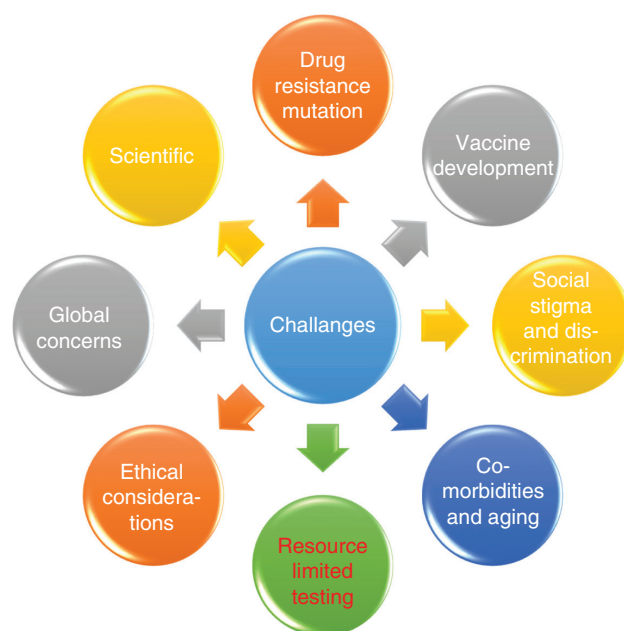 Drug
resistance
mutation
Vaccine
development
Social
stigma
and dis-
crimination
Co-
morbidities
and aging
Resource
limited
testing
Ethical
considera-
tions
Global
concerns
Scientific
Challanges